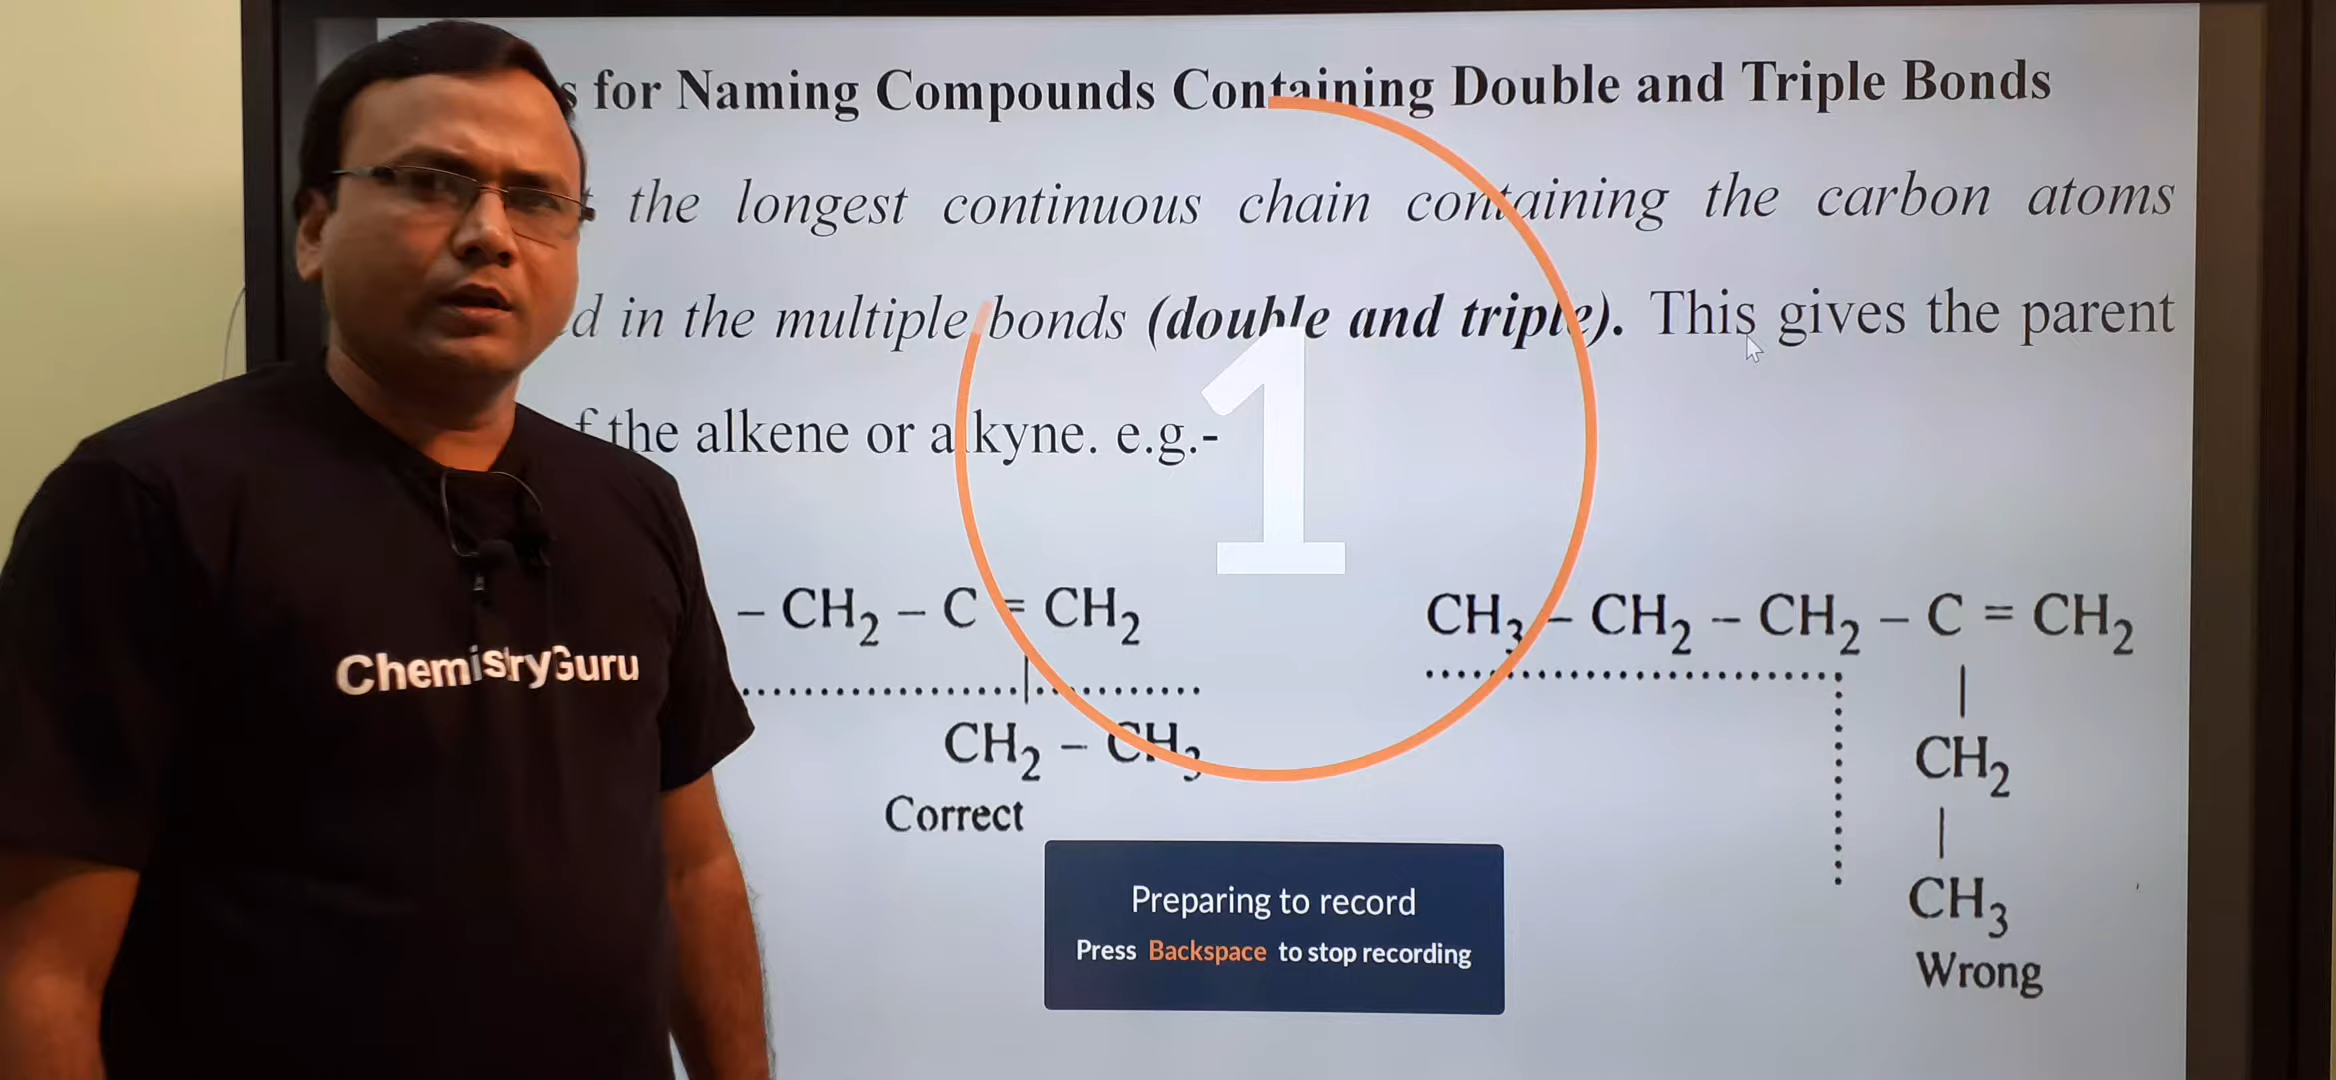 s for Naming Compounds Containing Double and Triple Bonds
the longest continuous chain containing the carbon atoms
d in the multiple bonds (double and triple). This gives the parent
f the alkene or alkyne. e.g.-
1
– CH₂ – C = CH₂
CH₃ – CH₂ – CH₂ – C = CH₂
|
|
CH₂ – CH₃
CH₂
Correct
|
CH₃
Wrong
Preparing to record
Press Backspace to stop recording
ChemistryGuru